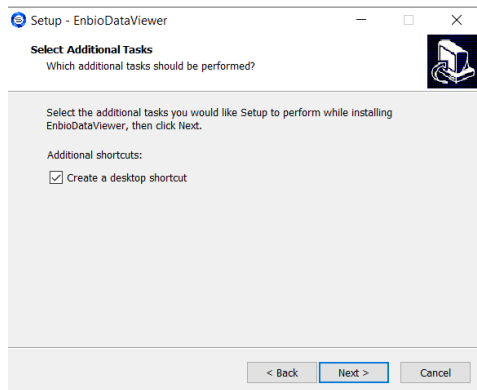 Setup - EnbioDataViewer
Select Additional Tasks
Which additional tasks should be performed?
Select the additional tasks you would like Setup to perform while installing
EnbioDataViewer, then click Next.
Additional shortcuts:
Create a desktop shortcut
< Back Next > Cancel